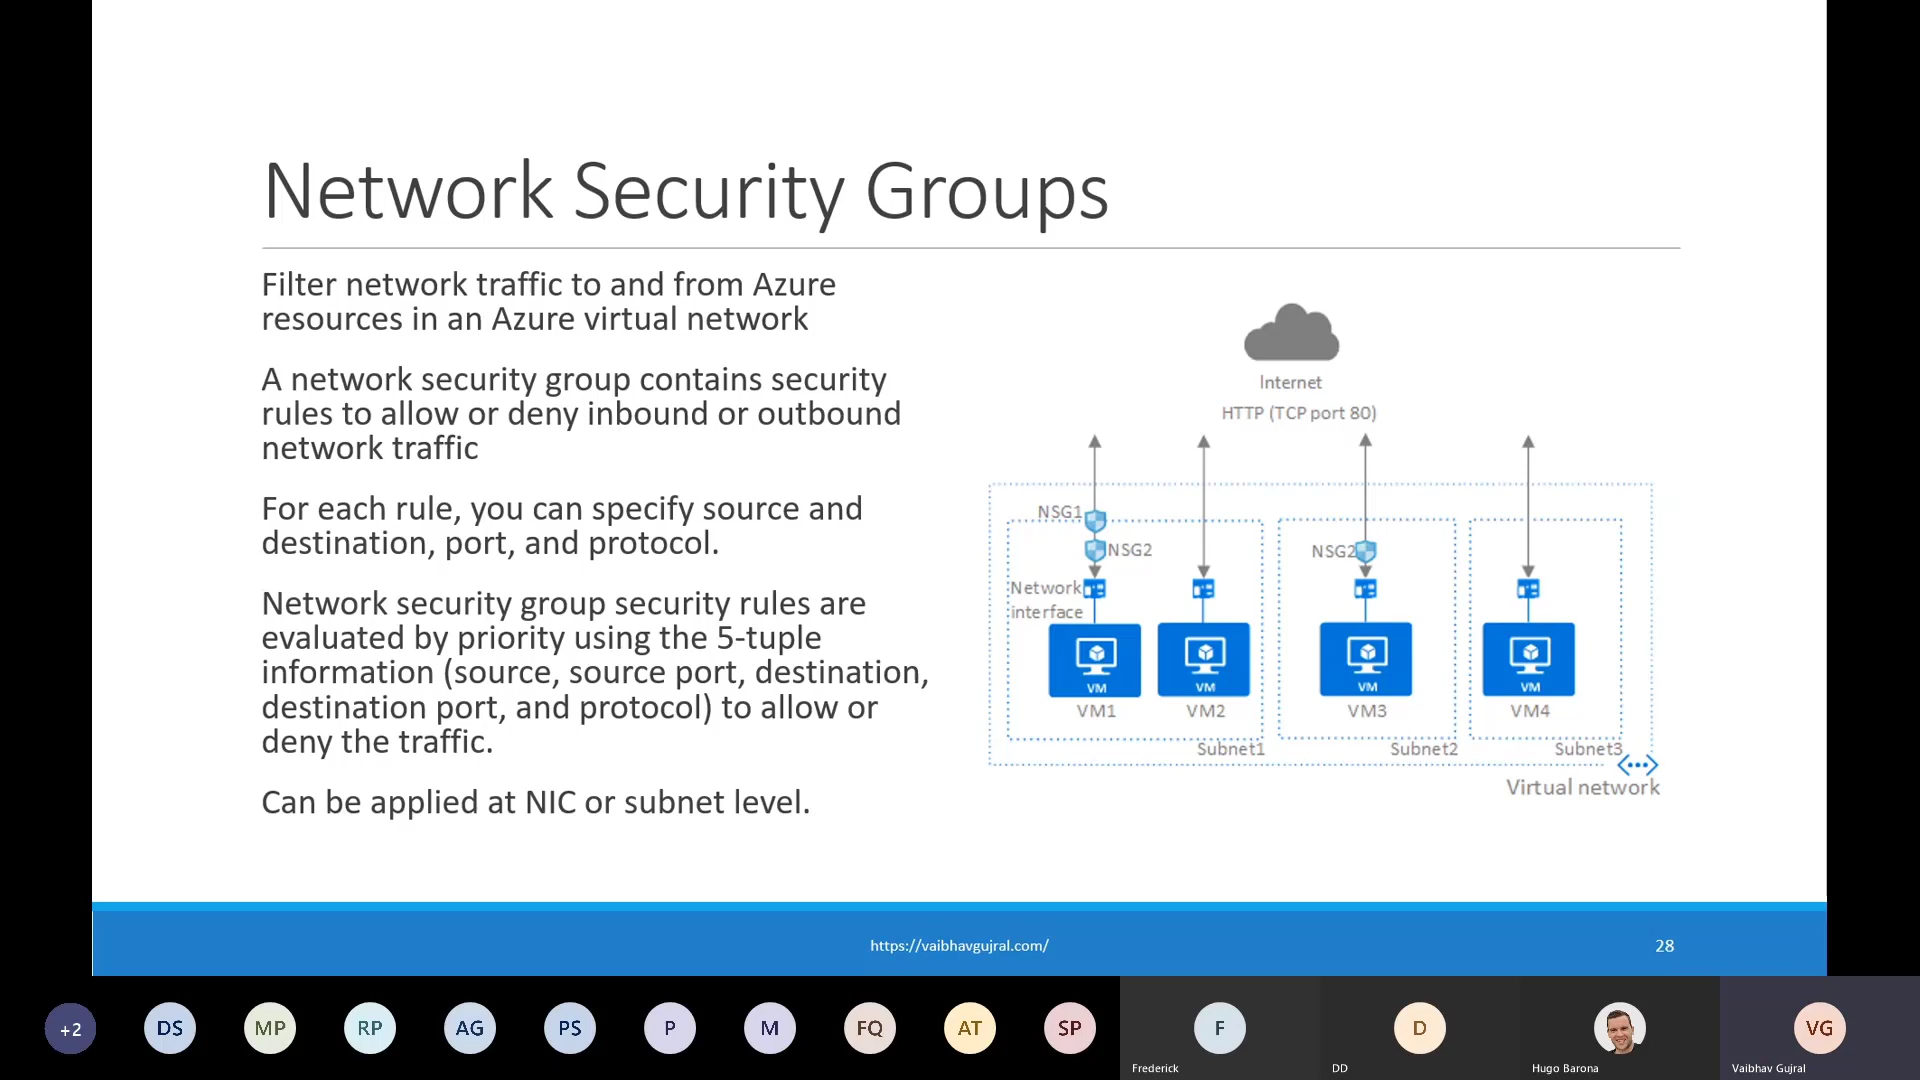 Network Security Groups
Filter network traffic to and from Azure
resources in an Azure virtual network
A network security group contains security
rules to allow or deny inbound or outbound
network traffic
For each rule, you can specify source and
destination, port, and protocol.
Network security group security rules are
evaluated by priority using the 5-tuple
information (source, source port, destination,
destination port, and protocol) to allow or
deny the traffic.
Can be applied at NIC or subnet level.
Internet
HTTP (TCP port 80)
NSG1
NSG2
NSG2
Network
interface
VM
VM
VM
VM
VM1
VM2
VM3
VM4
Subnet1
Subnet2
Subnet3
Virtual network
https://vaibhavgujral.com/
28
+2
DS
MP
RP
AG
PS
P
M
FQ
AT
SP
F
D
VG
Frederick
DD
Hugo Barona
Vaibhav Gujral